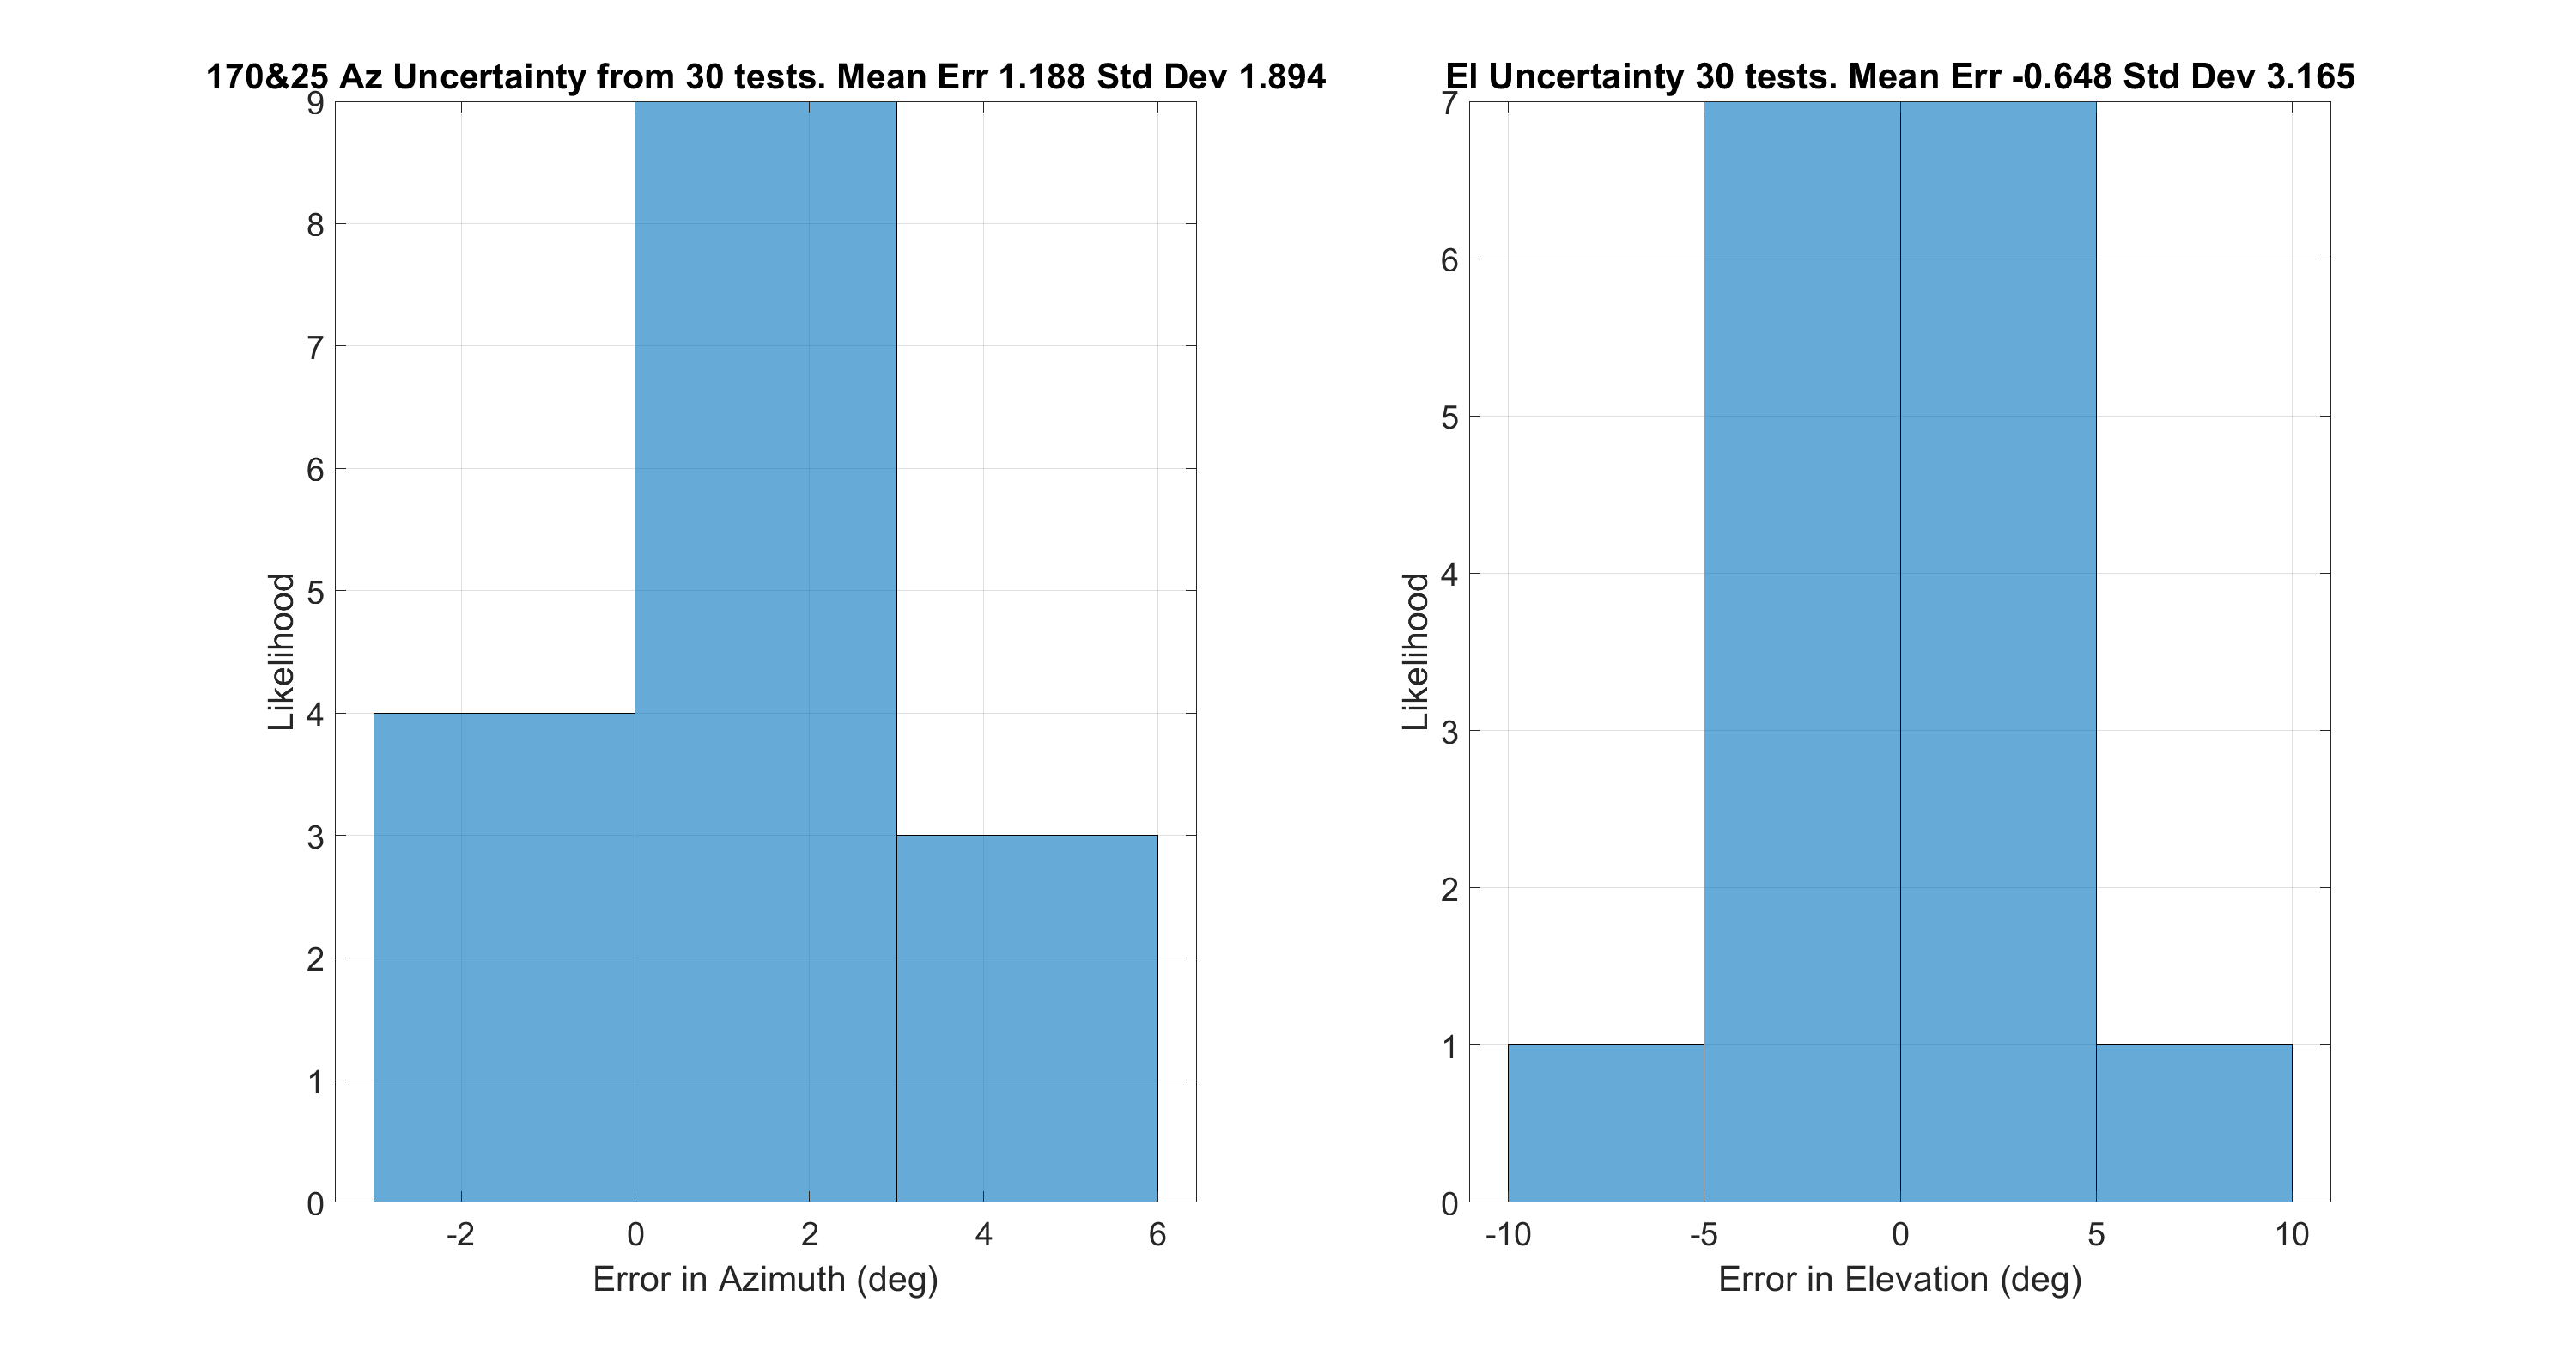 170&25 Az Uncertainty from 30 tests. Mean Err 1.188 Std Dev 1.894
9
8
7
6
5
4
3
2
1
0
Likelihood
-2 0 2 4 6
Error in Azimuth (deg)
El Uncertainty 30 tests. Mean Err -0.648 Std Dev 3.165
7
6
5
4
3
2
1
0
Likelihood
-10 -5 0 5 10
Error in Elevation (deg)